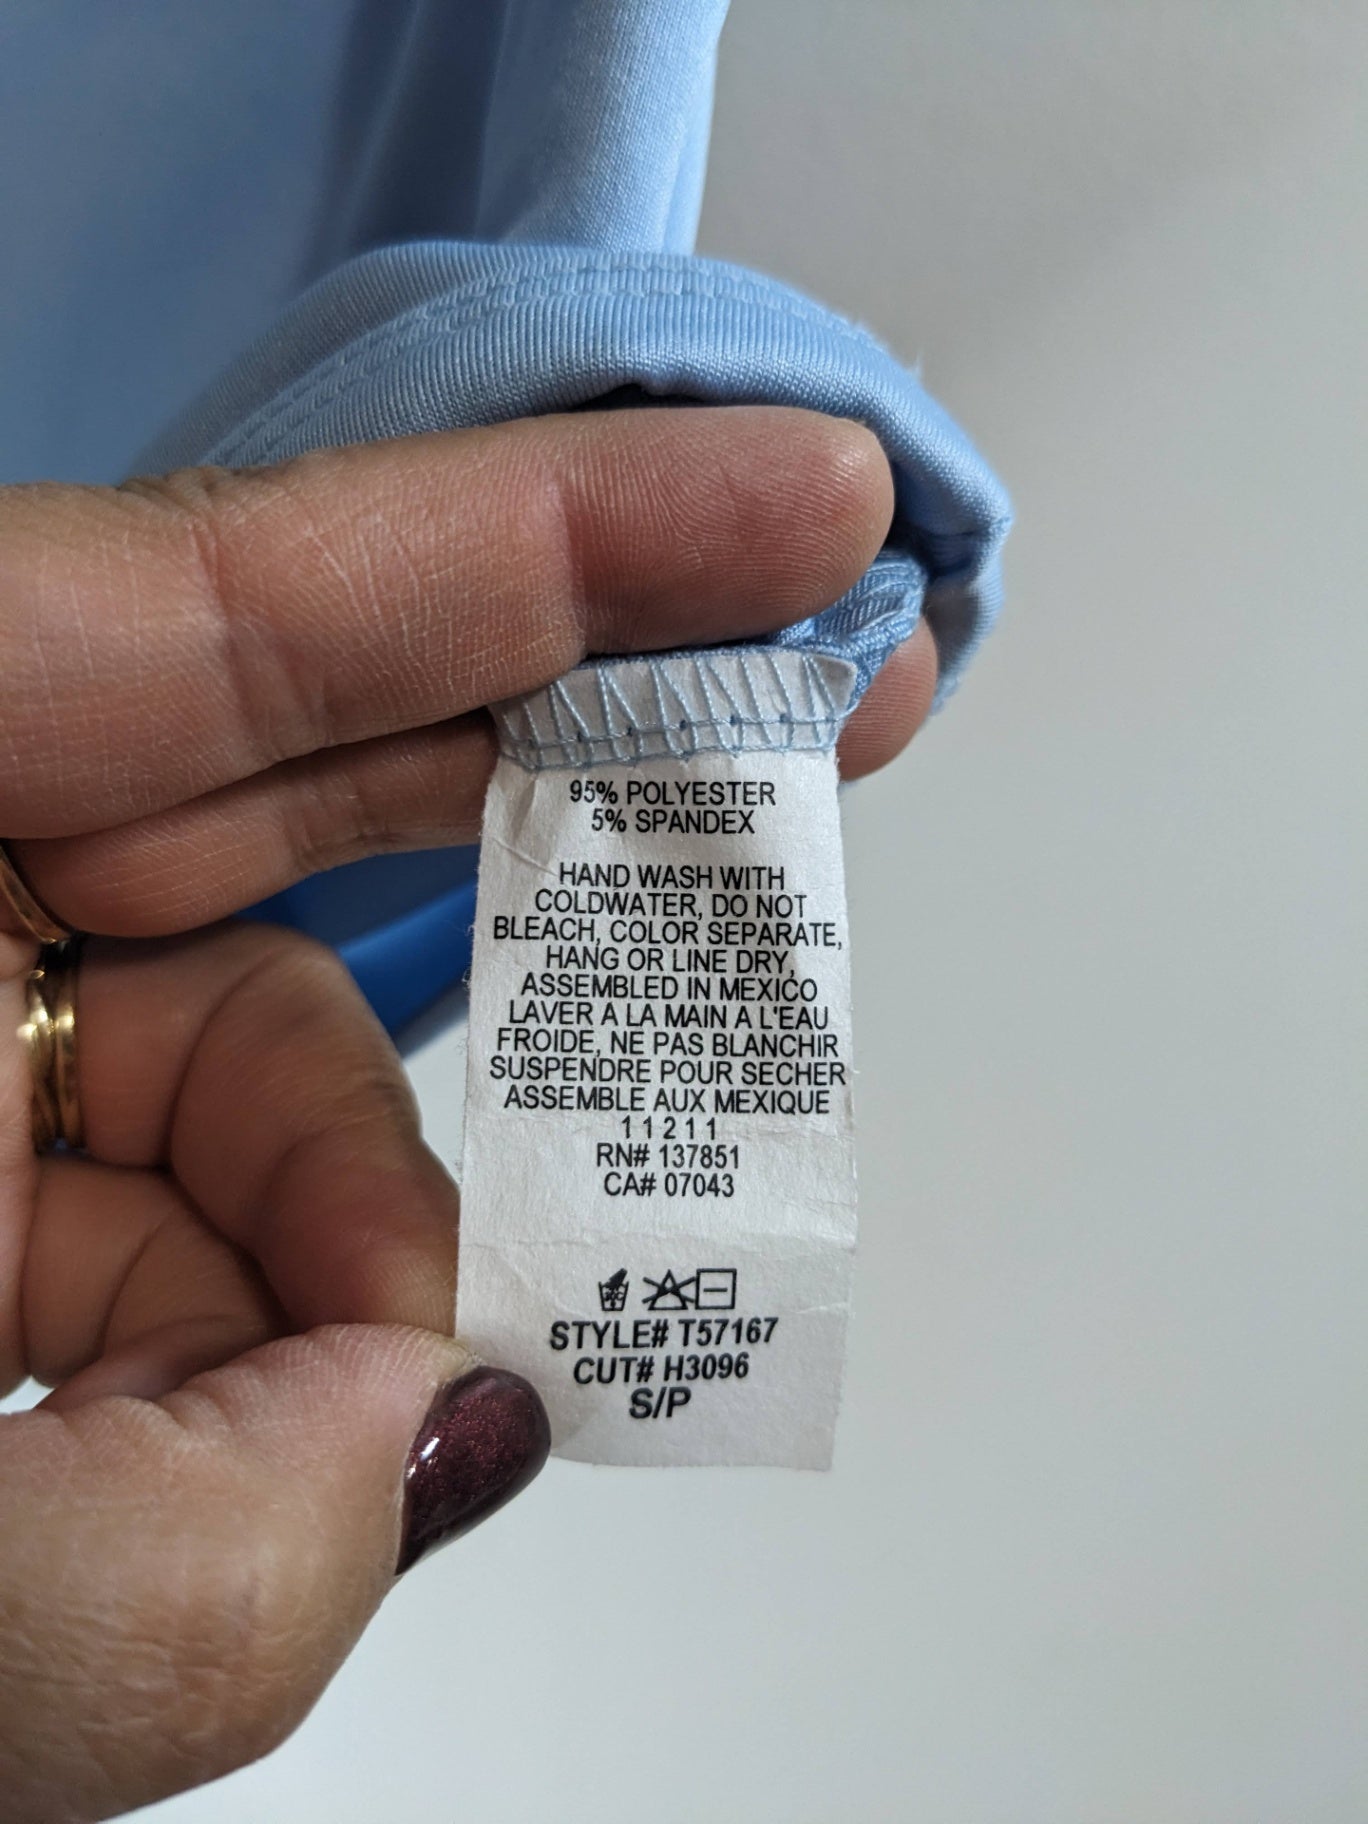 95% POLYESTER
5% SPANDEX
HAND WASH WITH
COLDWATER, DO NOT
BLEACH, COLOR SEPARATE,
HANG OR LINE DRY,
ASSEMBLED IN MEXICO
LAVER A LA MAIN A L'EAU
FROIDE, NE PAS BLANCHIR
SUSPENDRE POUR SECHER
ASSEMBLE AUX MEXIQUE
1 1 2 1 1
RN# 137851
CA# 07043
STYLE# T57167
CUT# H3096
S/P